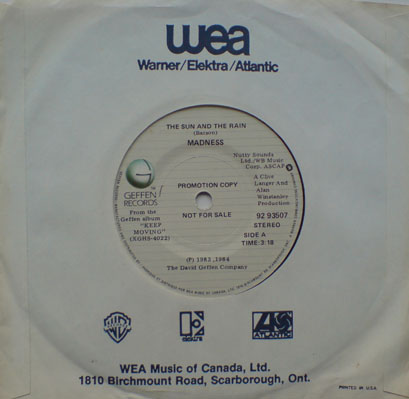 wea
Warner/Elektra/Atlantic
THE SUN AND THE RAIN
(Barson)
MADNESS
Nutty Sounds
Ltd./WB Music
Corp. ASCAP
GEFFEN
RECORDS
PROMOTION COPY
A Clive
Langer And
Alan
Winstanley
Production
From the
Geffen album
"KEEP
MOVING"
(XGHS-4022)
NOT FOR SALE
92 93507
STEREO
SIDE A
TIME: 3:18
(P) 1982, 1984
The David Geffen Company
ATLANTIC
WEA Music of Canada, Ltd.
1810 Birchmount Road, Scarborough, Ont.
PRINTED IN U.S.A.